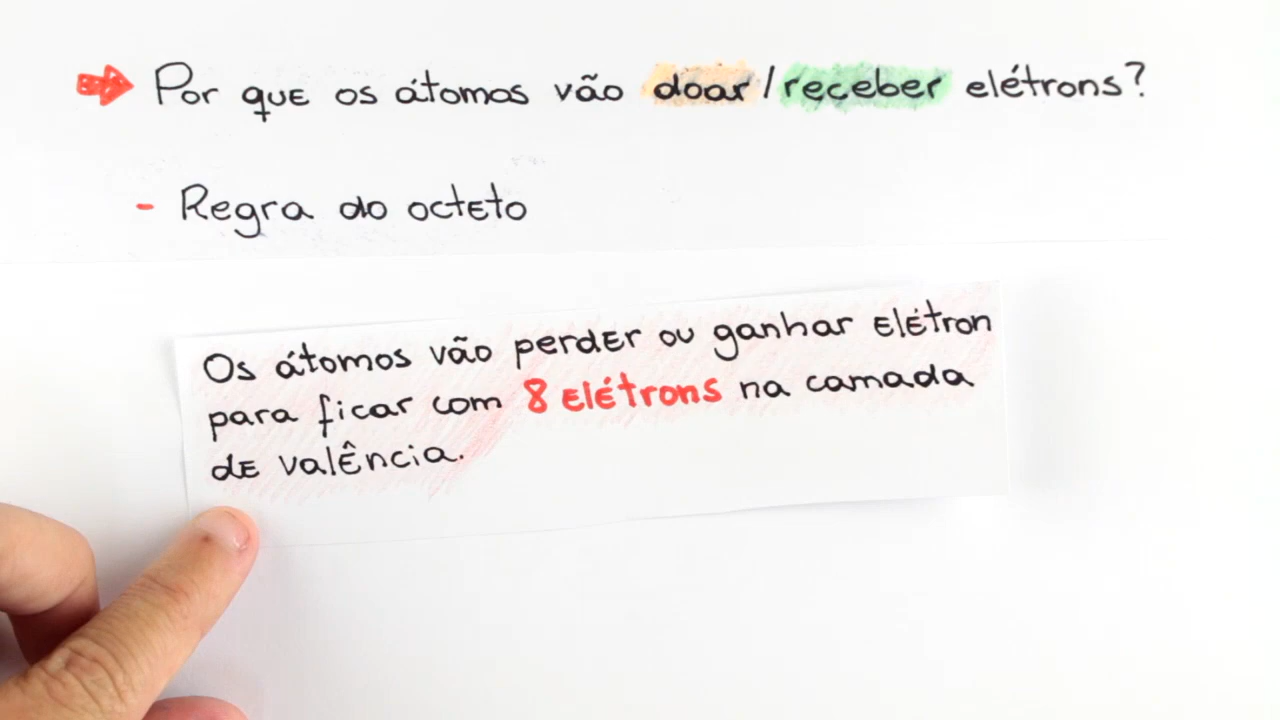 Por que os átomos vão doar/receber elétrons?
- Regra do octeto
Os átomos vão perder ou ganhar elétron
para ficar com 8 elétrons na camada
de valência.